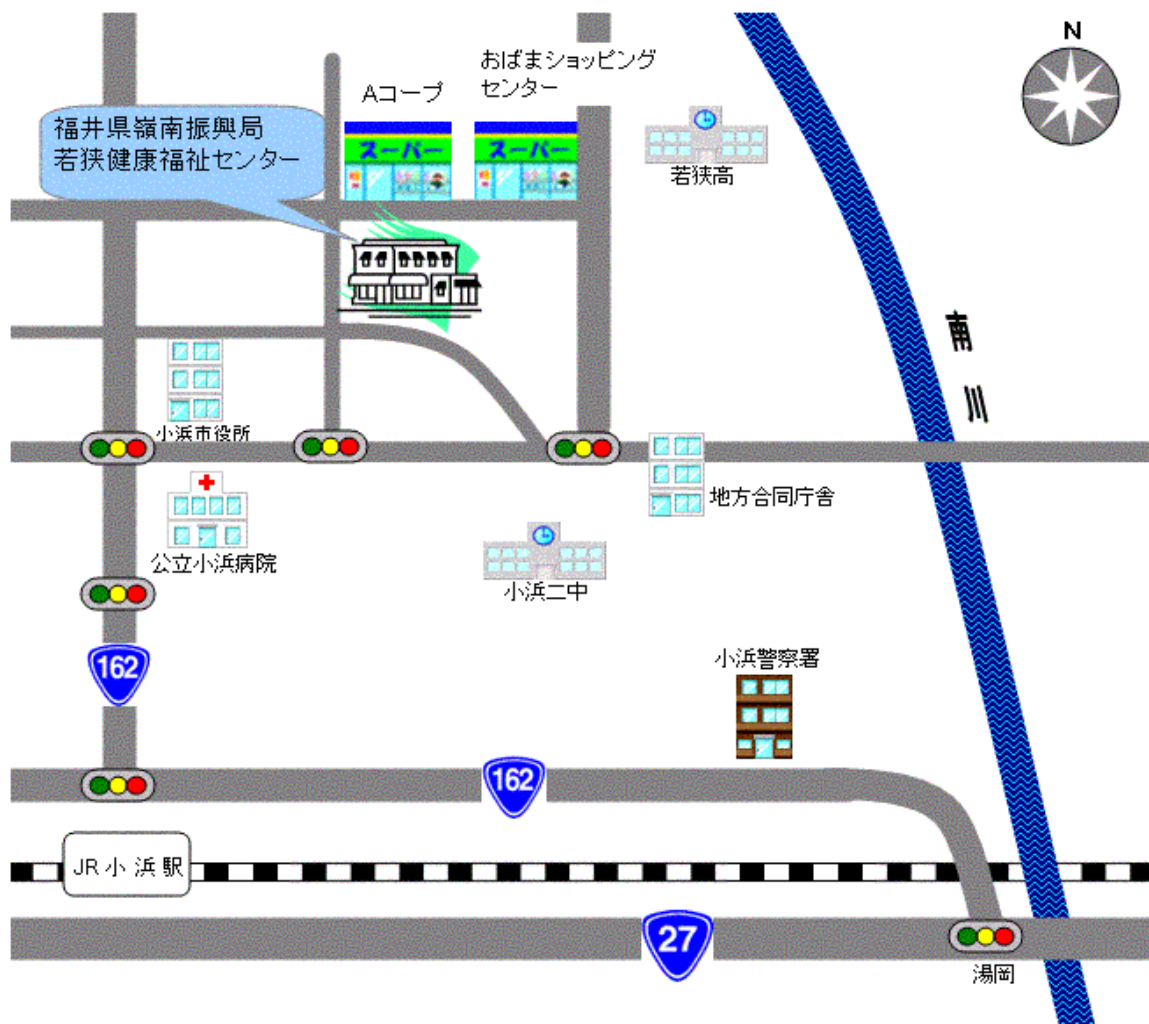 N
おばまショッピング
センター
Aコープ
福井県嶺南振興局
若狭健康福祉センター
スーパー
スーパー
若狭高
南川
小浜市役所
地方合同庁舎
公立小浜病院
小浜二中
162
小浜警察署
162
JR小浜駅
27
湯岡